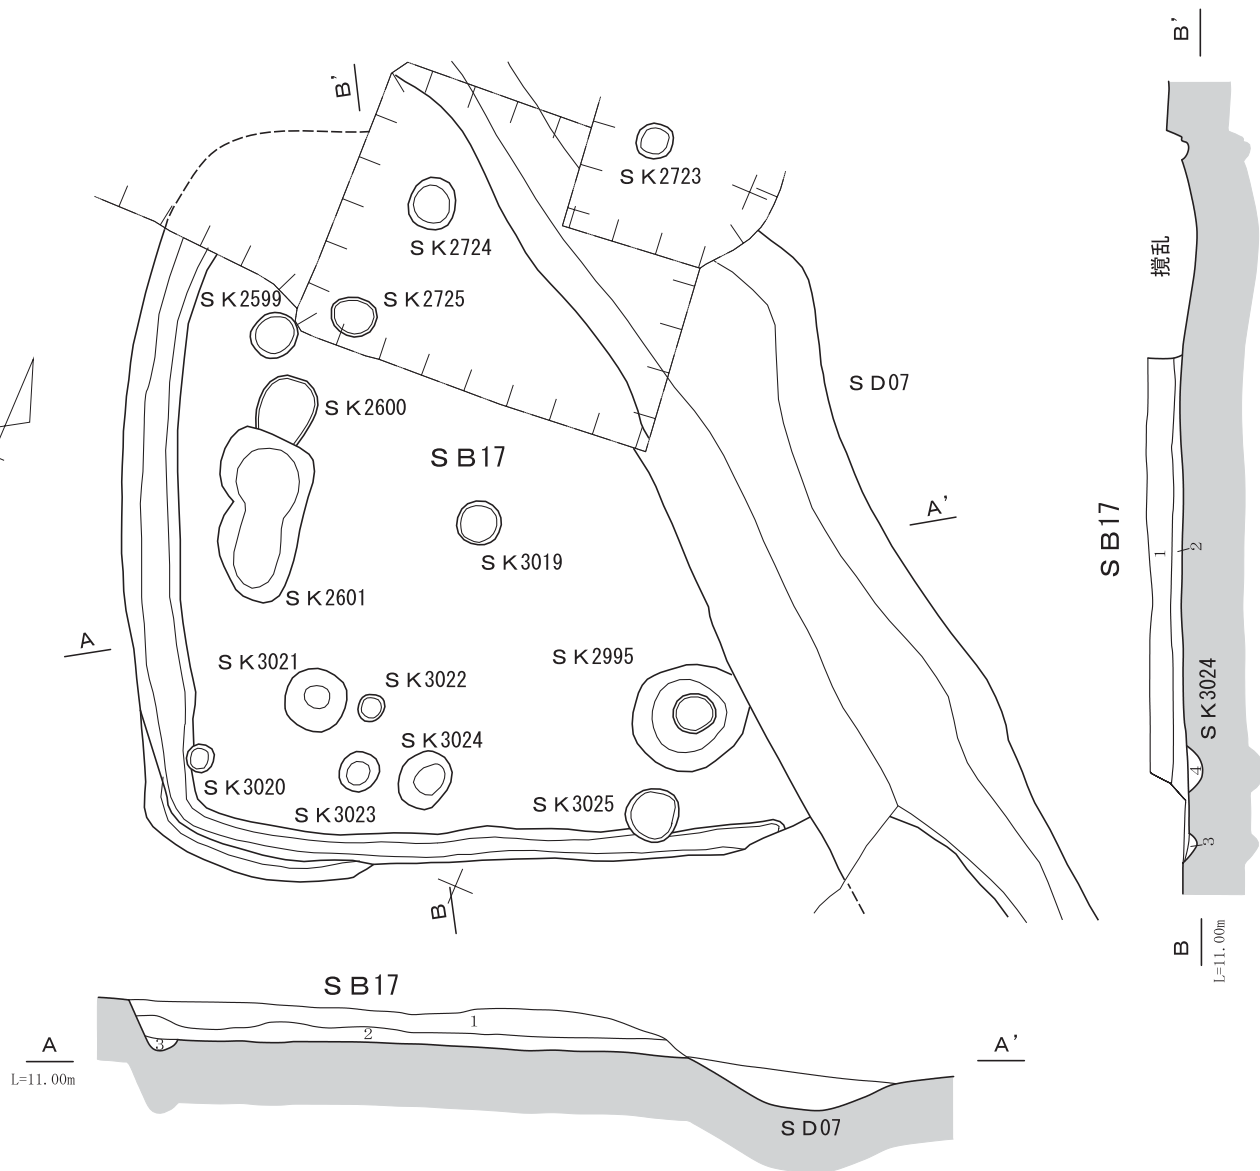 B'
B'
SK2723
SK2724
SK2599
SK2725
撹乱
SK2600
SD07
SB17
A'
SB17
1
2
SK3019
SK2601
A
SK3021
SK2995
SK3022
SK3024
SK3024
SK3020
4
SK3023
SK3025
3
B
B
L=11.00m
SB17
1
2
3
A
L=11.00m
A'
SD07